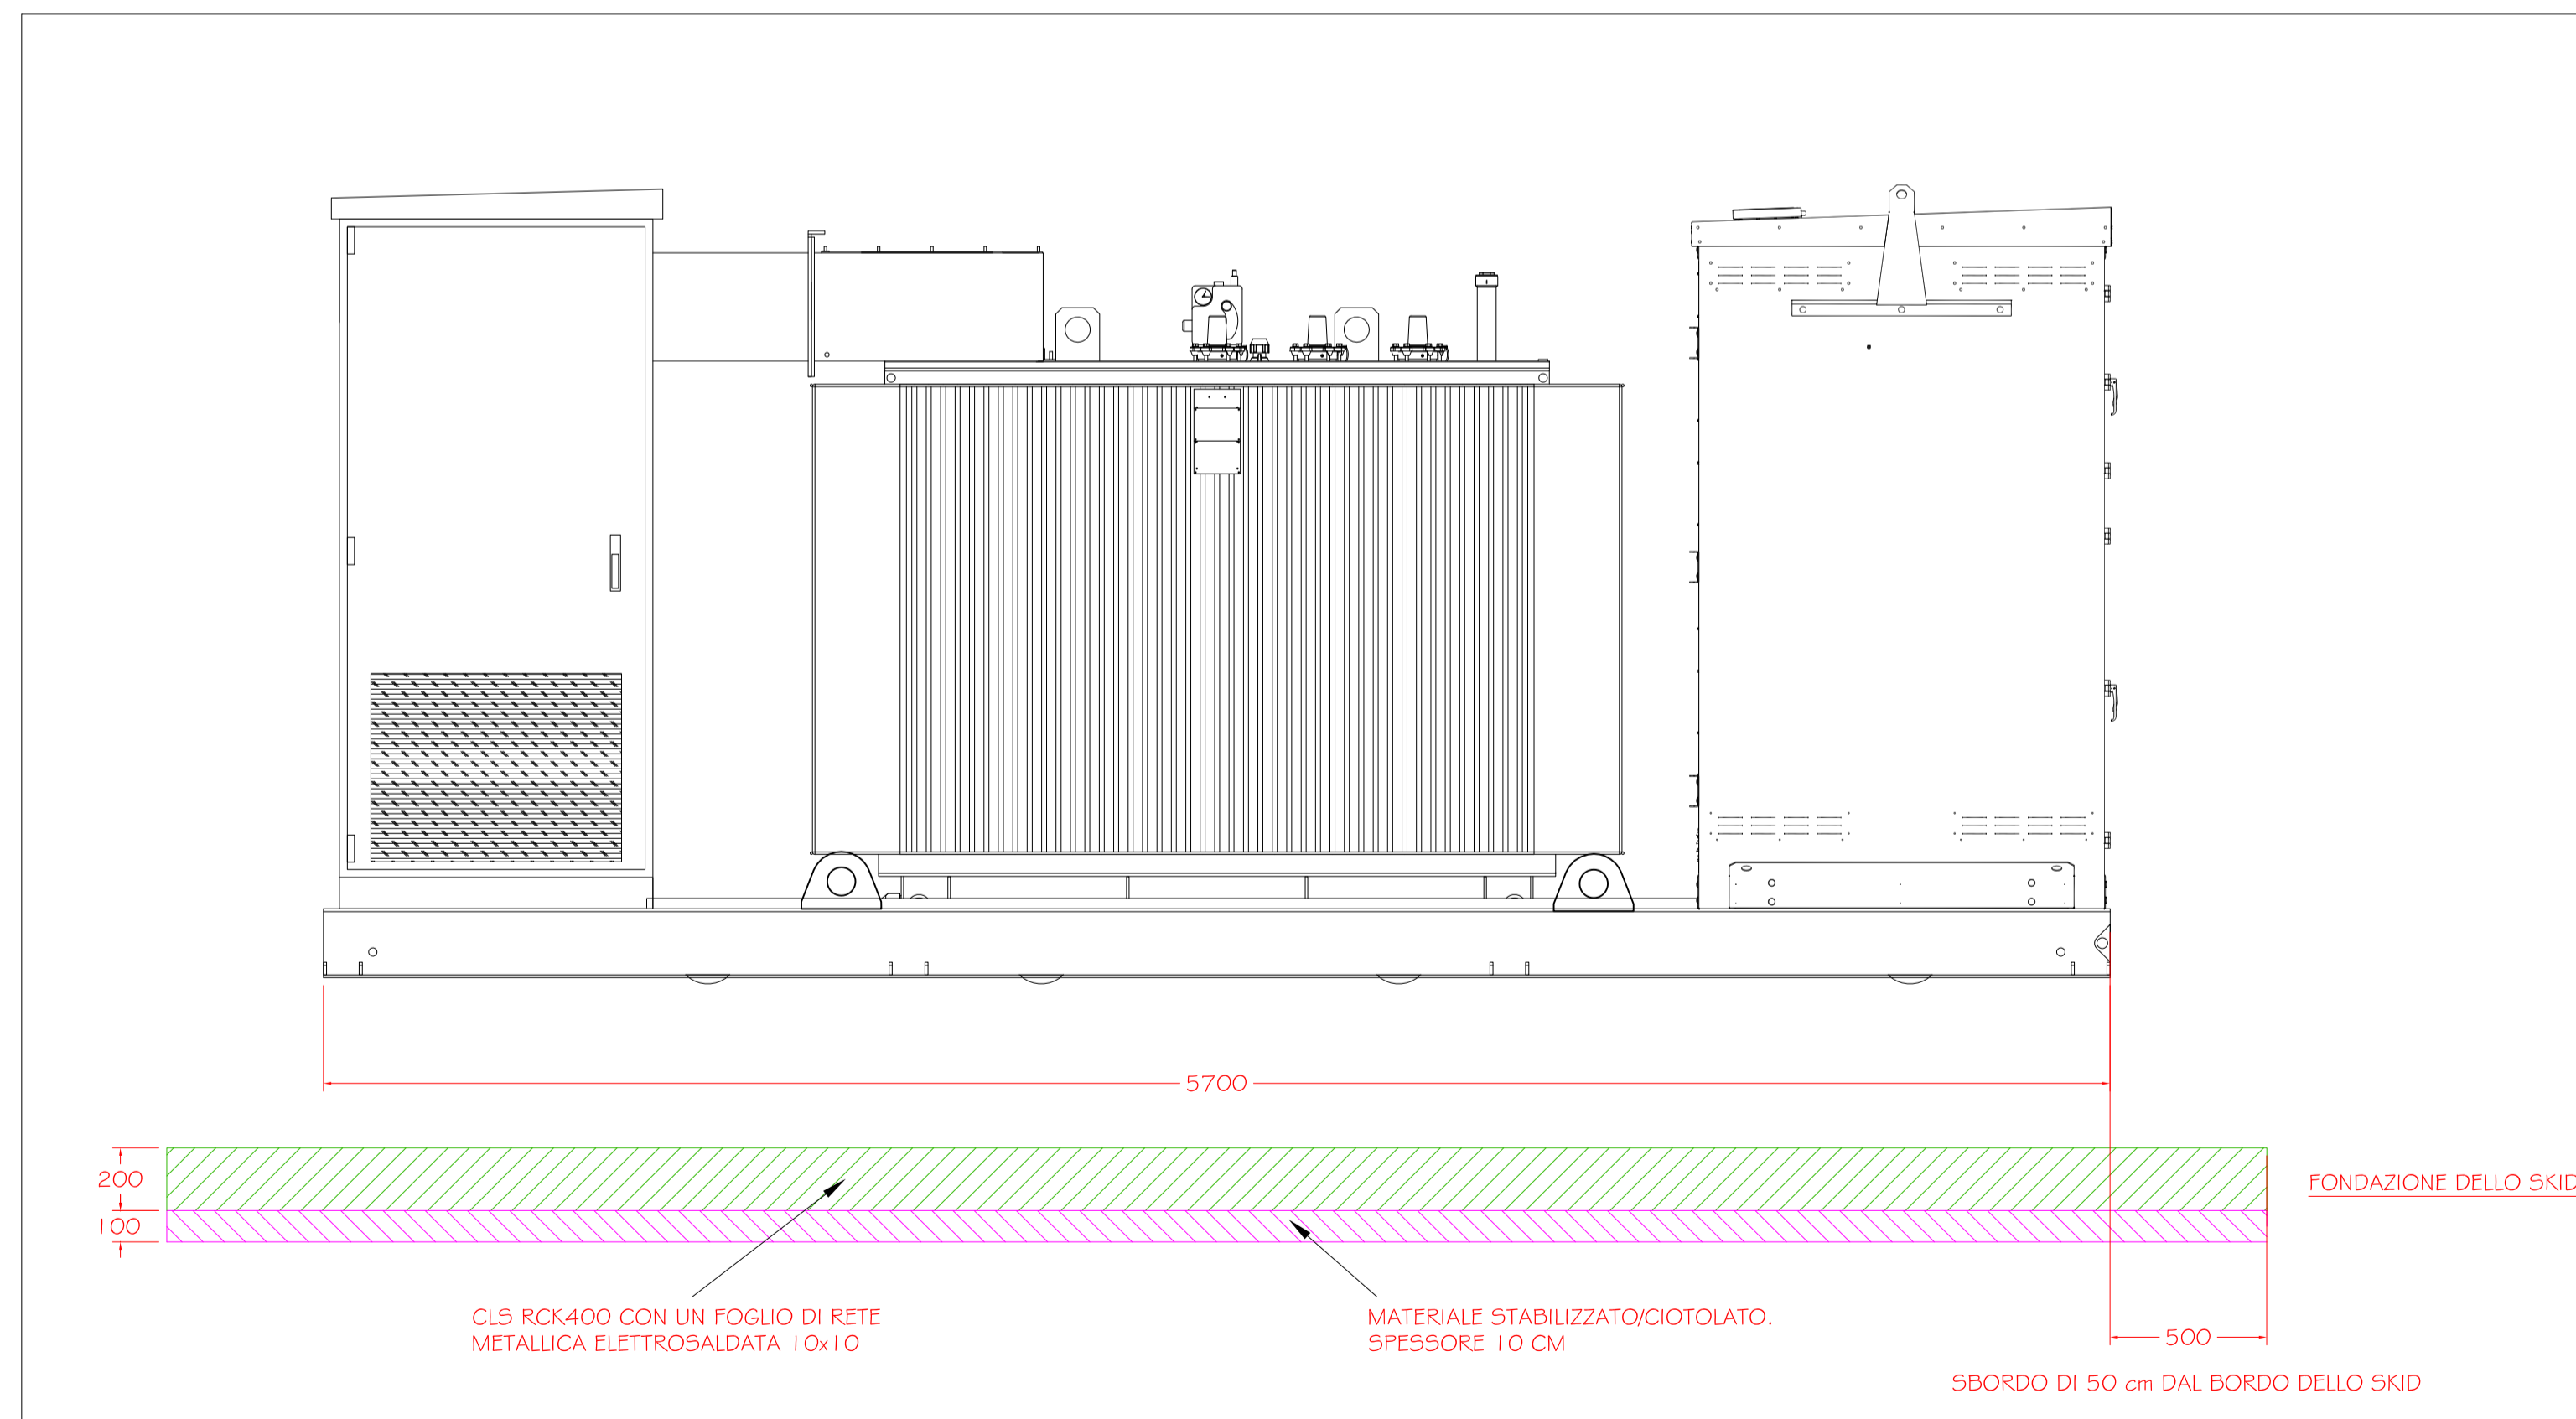 5700
200
100
FONDAZIONE DELLO SKID
CLS RCK400 CON UN FOGLIO DI RETE
METALLICA ELETTROSALDATA 10x10
MATERIALE STABILIZZATO/CIOTOLATO.
SPESSORE 10 CM
500
SBORDO DI 50 cm DAL BORDO DELLO SKID